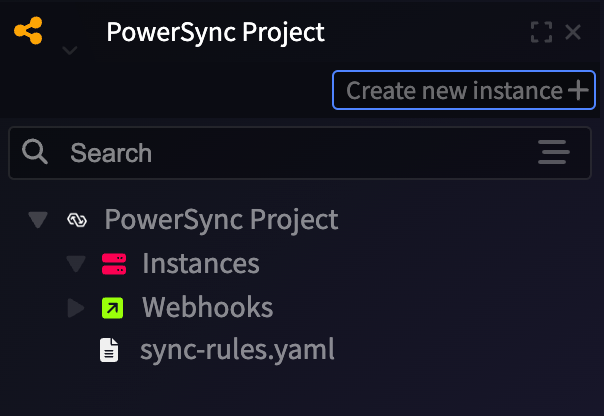 PowerSync Project
Create new instance
Search
PowerSync Project
Instances
Webhooks
sync-rules.yaml